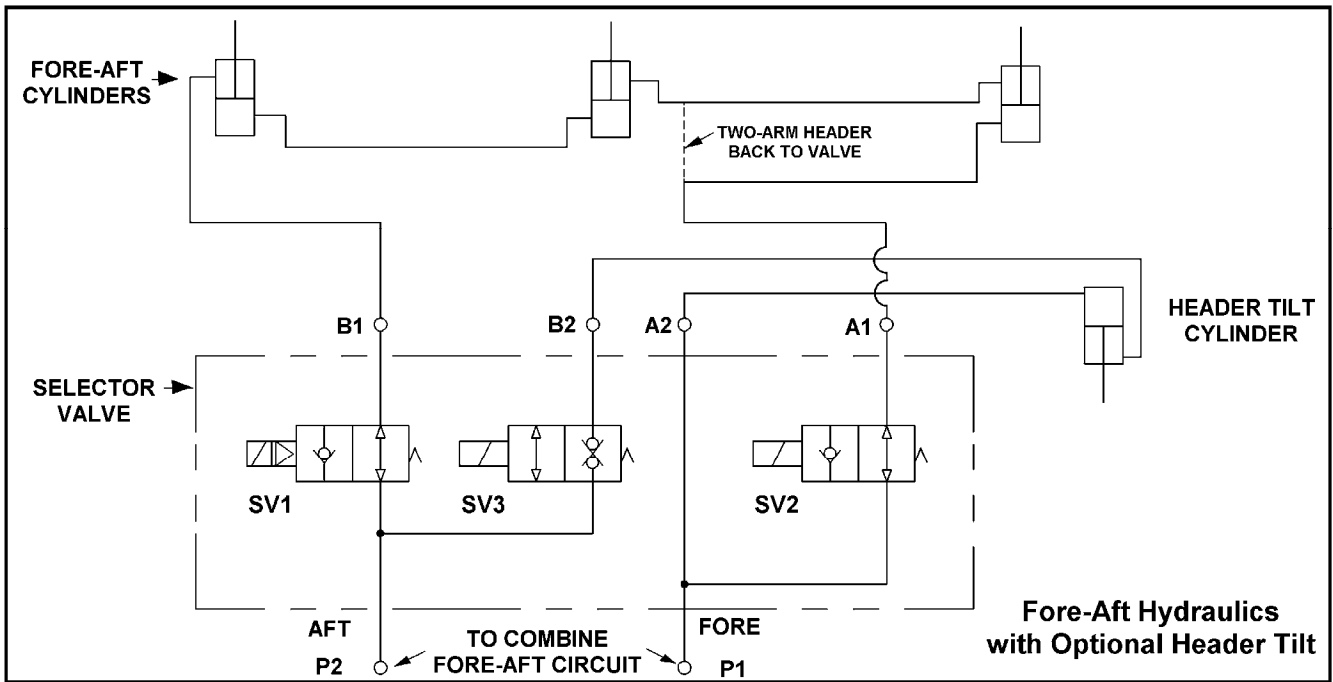 FORE-AFT
CYLINDERS
TWO-ARM HEADER
BACK TO VALVE
B1
B2
A2
A1
HEADER TILT
CYLINDER
SELECTOR
VALVE
SV1
SV3
SV2
AFT
FORE
TO COMBINE
FORE-AFT CIRCUIT
P2
P1
Fore-Aft Hydraulics
with Optional Header Tilt